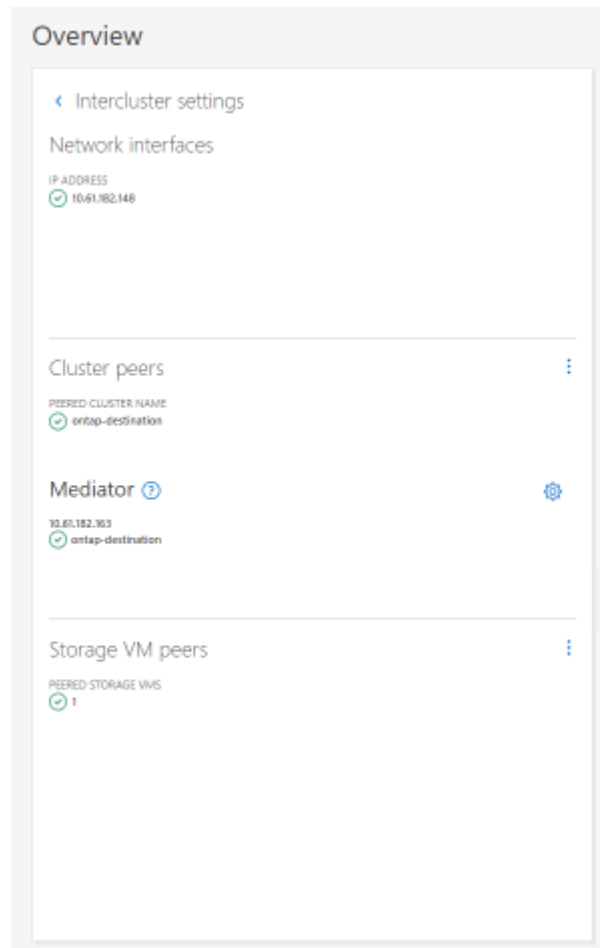 Overview
Intercluster settings
Network interfaces
IP ADDRESS
10.61.182.148
Cluster peers
PEERED CLUSTER NAME
ontap-destination
Mediator
10.61.182.163
ontap-destination
Storage VM peers
PEERED STORAGE VMS
1